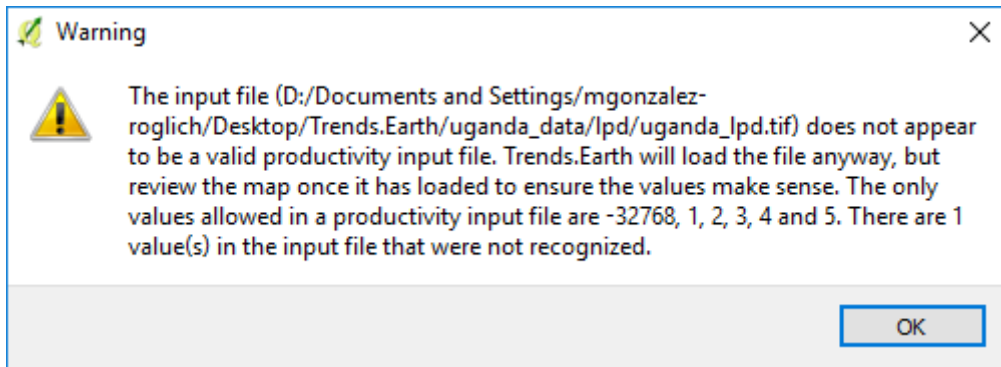 Warning
The input file (D:/Documents and Settings/mgonzalez-
roglich/Desktop/Trends.Earth/uganda_data/lpd/uganda_lpd.tif) does not appear
to be a valid productivity input file. Trends.Earth will load the file anyway, but
review the map once it has loaded to ensure the values make sense. The only
values allowed in a productivity input file are -32768, 1, 2, 3, 4 and 5. There are 1
value(s) in the input file that were not recognized.
OK